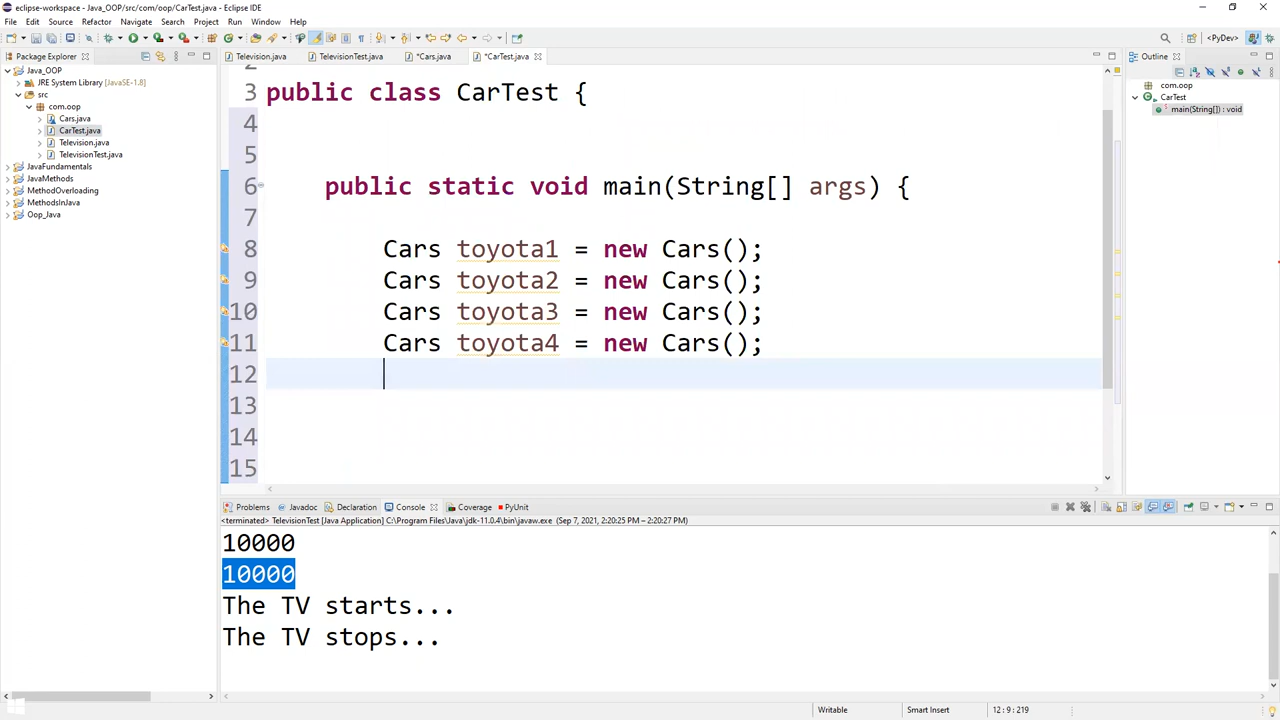 eclipse-workspace - Java_OOP/src/com/oop/CarTest.java - Eclipse IDE
File Edit Source Refactor Navigate Search Project Run Window Help
<PyDev>
Package Explorer
Television.java TelevisionTest.java *Cars.java *CarTest.java
Outline
Java_OOP
JRE System Library [JavaSE-1.8]
src
com.oop
Cars.java
CarTest.java
Television.java
TelevisionTest.java
JavaFundamentals
JavaMethods
MethodOverloading
MethodsInJava
Oop_Java
2
3 public class CarTest {
4
5
6 public static void main(String[] args) {
7
8 Cars toyota1 = new Cars();
9 Cars toyota2 = new Cars();
10 Cars toyota3 = new Cars();
11 Cars toyota4 = new Cars();
12
13
14
15
com.oop
CarTest
main(String[]) : void
Problems Javadoc Declaration Console Coverage PyUnit
<terminated> TelevisionTest [Java Application] C:\Program Files\Java\jdk-11.0.4\bin\javaw.exe (Sep 7, 2021, 2:20:25 PM – 2:20:27 PM)
10000
10000
The TV starts...
The TV stops...
Writable Smart Insert 12 : 9 : 219